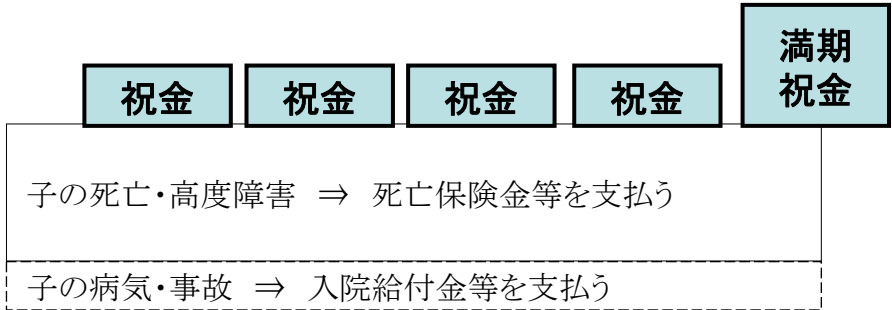 満期
祝金
祝金 祝金 祝金 祝金
子の死亡・高度障害 ⇒ 死亡保険金等を支払う
子の病気・事故 ⇒ 入院給付金等を支払う